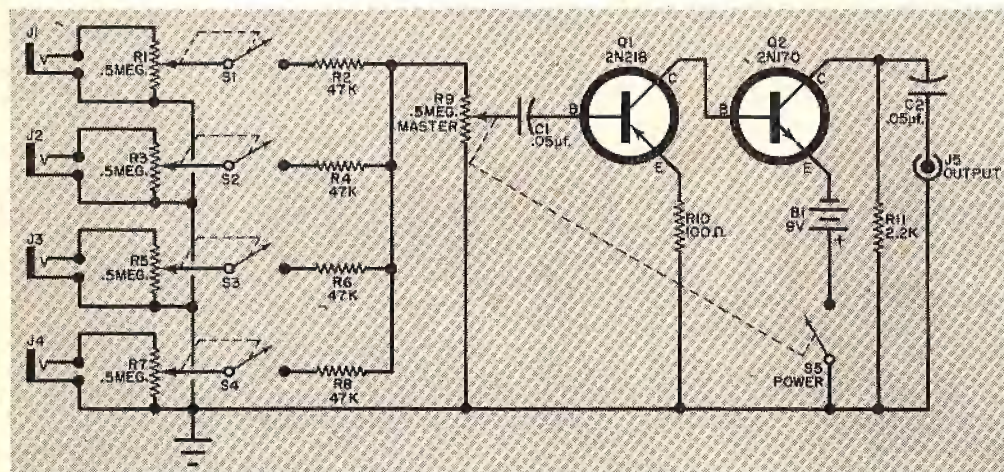 J1
R1
.5MEG.
S1
R2
47K
J2
R3
.5MEG.
S2
R4
47K
J3
R5
.5MEG.
S3
R6
47K
J4
R7
.5MEG.
S4
R8
47K
R9
.5MEG.
MASTER
C1
.05µf.
Q1
2N218
B
C
E
R10
100Ω
Q2
2N170
B
C
E
B1
9V
+
S5
POWER
R11
2.2K
C2
.05µf.
J5
OUTPUT